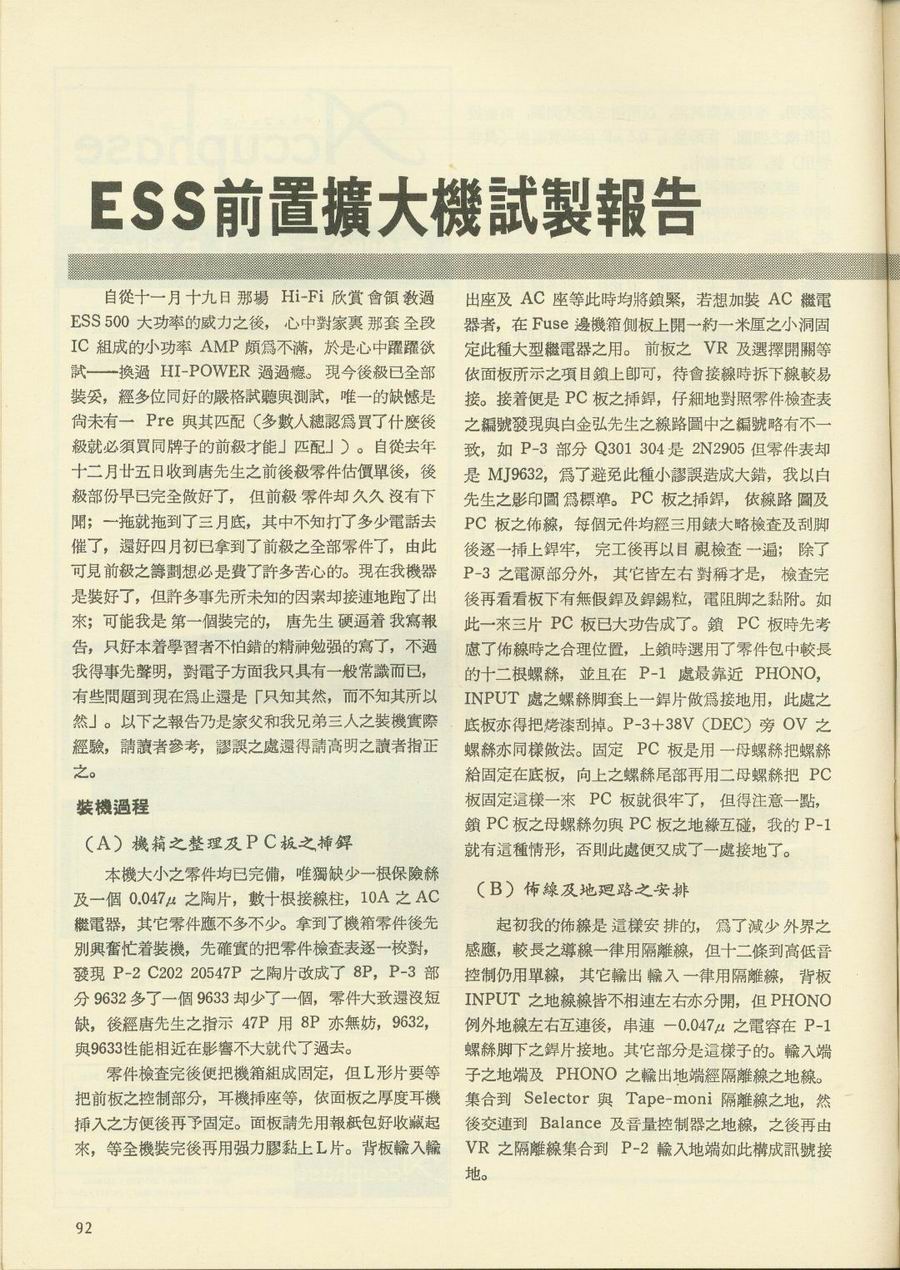 ESS前置擴大機試製報告
自從十一月十九日那場 Hi-Fi 欣賞會領教過
ESS 500 大功率的威力之後，心中對家裏那套全段
IC 組成的小功率 AMP 頗爲不滿，於是心中躍躍欲
試——換過 HI-POWER 過過癮。現今後級已全部
裝妥，經多位同好的嚴格試聽與測試，唯一的缺憾是
尙未有一 Pre 與其匹配（多數人總認爲買了什麼後
級就必須買同牌子的前級才能」匹配」）。自從去年
十二月廿五日收到唐先生之前後級零件估價單後，後
級部份早已完全做好了，但前級零件却久久沒有下
聞；一拖就拖到了三月底，其中不知打了多少電話去
催了，還好四月初已拿到了前級之全部零件了，由此
可見前級之籌劃想必是費了許多苦心的。現在我機器
是裝好了，但許多事先所未知的因素却接連地跑了出
來；可能我是第一個裝完的，唐先生硬逼着我寫報
告，只好本着學習者不怕錯的精神勉强的寫了，不過
我得事先聲明，對電子方面我只具有一般常識而已，
有些問題到現在爲止還是「只知其然，而不知其所以
然」。以下之報告乃是家父和我兄弟三人之裝機實際
經驗，請讀者參考，謬誤之處還得請高明之讀者指正
之。
裝機過程
（A）機箱之整理及PC板之揷銲
本機大小之零件均已完備，唯獨缺少一根保險絲
及一個 0.047μ 之陶片，數十根接線柱，10A 之 AC
繼電器，其它零件應不多不少。拿到了機箱零件後先
別興奮忙着裝機，先確實的把零件檢查表逐一校對，
發現 P-2 C202 20547P 之陶片改成了 8P，P-3 部
分 9632 多了一個 9633 却少了一個，零件大致還沒短
缺，後經唐先生之指示 47P 用 8P 亦無妨，9632，
與9633性能相近在影響不大就代了過去。
零件檢查完後便把機箱組成固定，但L形片要等
把前板之控制部分，耳機揷座等，依面板之厚度耳機
揷入之方便後再予固定。面板請先用報紙包好收藏起
來，等全機裝完後再用强力膠黏上L片。背板輸入輸
出座及 AC 座等此時均將鎖緊，若想加裝 AC 繼電
器者，在 Fuse 邊機箱側板上開一約一米厘之小洞固
定此種大型繼電器之用。前板之 VR 及選擇開關等
依面板所示之項目鎖上卽可，待會接線時拆下線較易
接。接着便是 PC 板之揷銲，仔細地對照零件檢查表
之編號發現與白金弘先生之線路圖中之編號略有不一
致，如 P-3 部分 Q301 304 是 2N2905 但零件表却
是 MJ9632，爲了避免此種小謬誤造成大錯，我以白
先生之影印圖爲標準。PC 板之揷銲，依線路圖及
PC 板之佈線，每個元件均經三用錶大略檢查及刮脚
後逐一揷上銲牢，完工後再以目視檢查一遍；除了
P-3 之電源部分外，其它皆左右對稱才是，檢查完
後再看看板下有無假銲及銲錫粒，電阻脚之黏附。如
此一來三片 PC 板已大功告成了。鎖 PC 板時先考
慮了佈線時之合理位置，上鎖時選用了零件包中較長
的十二根螺絲，並且在 P-1 處最靠近 PHONO,
INPUT 處之螺絲脚套上一銲片做爲接地用，此處之
底板亦得把烤漆刮掉。P-3+38V（DEC）旁 OV 之
螺絲亦同樣做法。固定 PC 板是用一母螺絲把螺絲
給固定在底板，向上之螺絲尾部再用二母螺絲把 PC
板固定這樣一來 PC 板就很牢了，但得注意一點，
鎖 PC 板之母螺絲勿與 PC 板之地緣互碰，我的 P-1
就有這種情形，否則此處便又成了一處接地了。
（B）佈線及地廻路之安排
起初我的佈線是這樣安排的，爲了減少外界之
感應，較長之導線一律用隔離線，但十二條到高低音
控制仍用單線，其它輸出輸入一律用隔離線，背板
INPUT 之地線線皆不相連左右亦分開，但 PHONO
例外地線左右互連後，串連 一0.047μ 之電容在 P-1
螺絲脚下之銲片接地。其它部分是這樣子的。輸入端
子之地端及 PHONO 之輸出地端經隔離線之地線。
集合到 Selector 與 Tape-moni 隔離線之地，然
後交連到 Balance 及音量控制器之地線，之後再由
VR 之隔離線集合到 P-2 輸入地端如此構成訊號接
地。
92